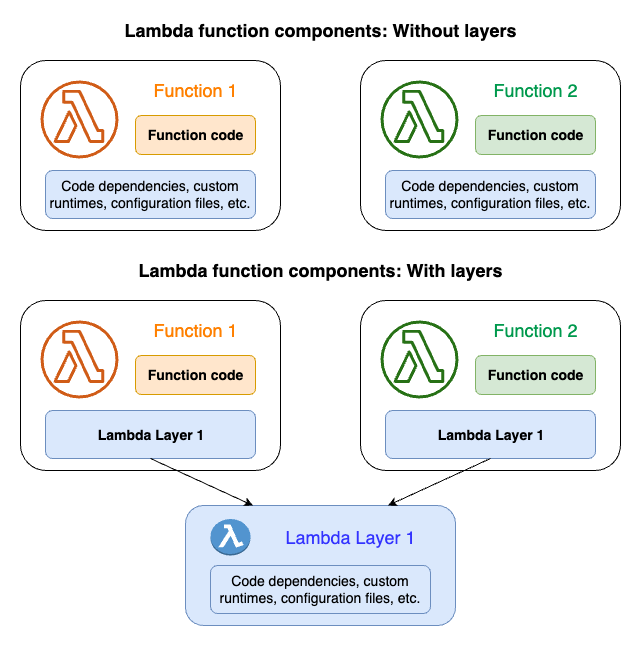 Lambda function components: Without layers
Function 1
Function code
Code dependencies, custom
runtimes, configuration files, etc.
Function 2
Function code
Code dependencies, custom
runtimes, configuration files, etc.
Lambda function components: With layers
Function 1
Function code
Lambda Layer 1
Function 2
Function code
Lambda Layer 1
Lambda Layer 1
Code dependencies, custom
runtimes, configuration files, etc.